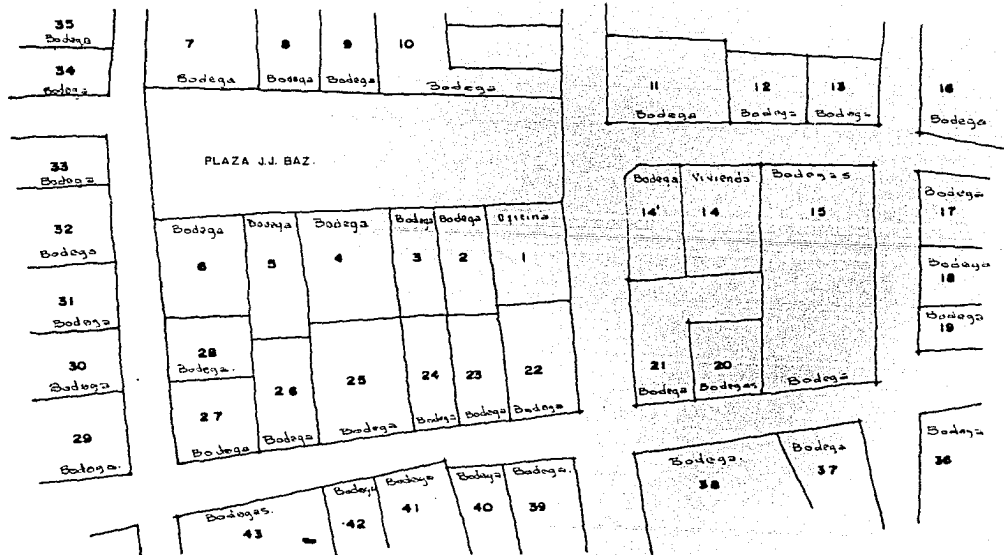 35
Bodega
34
Bodega
7
Bodega
8
Bodega
9
Bodega
10
Bodega
11
Bodega
12
Bodega
13
Bodega
16
Bodega
33
Bodega
PLAZA J.J. BAZ.
Bodega
14'
Vivienda
14
Bodegas
15
Bodega
Bodega
17
Bodega
18
Bodega
19
32
Bodega
Bodega
6
Bodega
5
Bodega
4
Bodega
3
Bodega
2
Oficina
1
31
Bodega
30
Bodega
28
Bodega.
26
Bodega
25
Bodega
24
Bodega
23
Bodega
22
Bodega
21
Bodega
20
Bodegas
27
Bodega
29
Bodega.
Bodegas.
43
Bodega
42
Bodega
41
Bodega
40
Bodega.
39
Bodega.
38
Bodega
37
Bodega
36